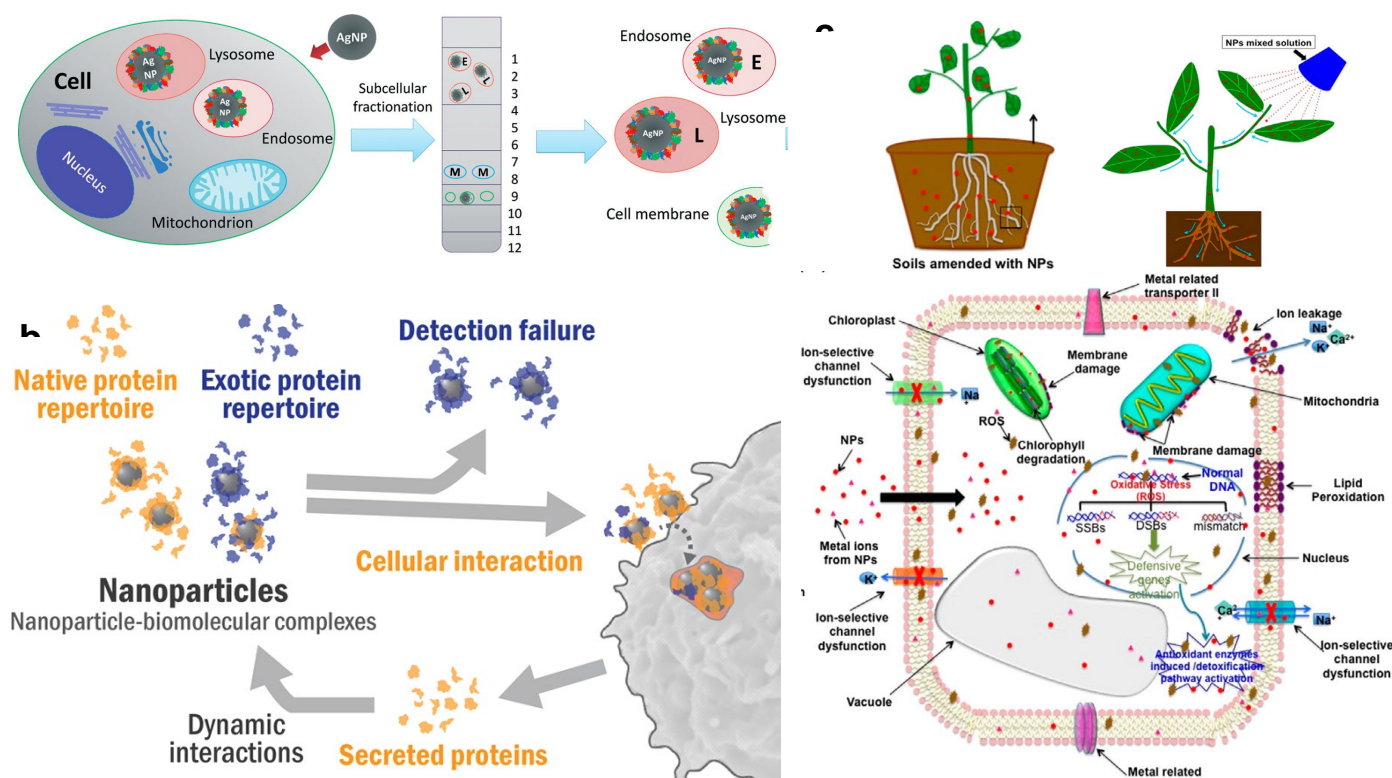 AgNP
Cell
Ag
NP
Lysosome
Ag
NP
Endosome
Nucleus
Mitochondrion
Subcellular
fractionation
E
L
L
M M
1
2
3
4
5
6
7
8
9
10
11
12
Endosome
AgNP
E
Lysosome
AgNP
L
Cell membrane
AgNP
NPs mixed solution
Soils amended with NPs
b
Native protein
repertoire
Exotic protein
repertoire
Detection failure
Cellular interaction
Nanoparticles
Nanoparticle-biomolecular complexes
Dynamic
interactions
Secreted proteins
Metal related
transporter II
Chloroplast
Ion-selective
channel
dysfunction
Na
+
Membrane
damage
ROS
Chlorophyll
degradation
Ion leakage
Na+
K+
Ca2+
Mitochondria
Membrane damage
NPs
Metal ions
from NPs
Normal
DNA
Oxidative Stress
(ROS)
SSBs
DSBs
mismatch
Defensive
genes
activation
Lipid
Peroxidation
Nucleus
K+
Ion-selective
channel
dysfunction
Vacuole
Ca2
+
Na+
Ion-selective
channel
dysfunction
Antioxidant enzymes
induced /detoxification
pathway activation
Metal related